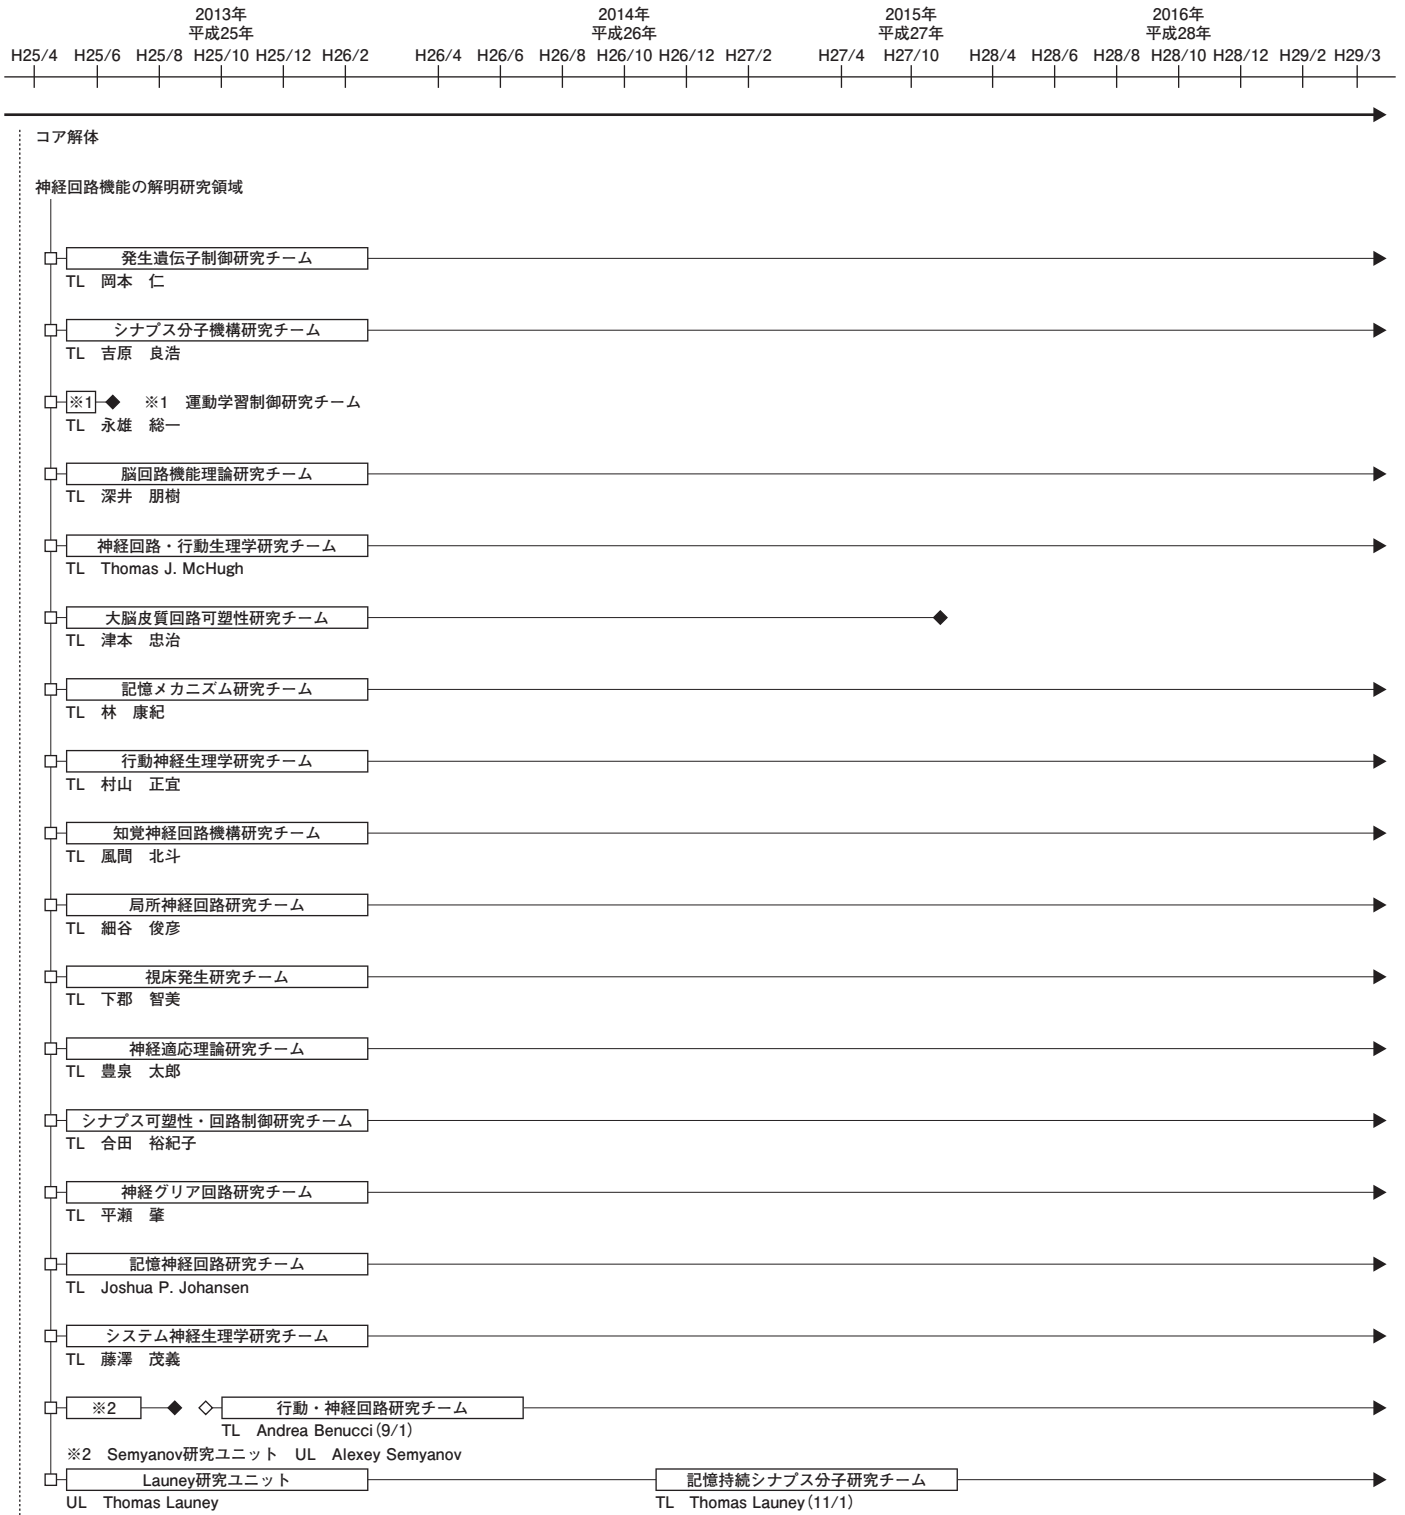 2013年 2014年 2015年 2016年
平成25年 平成26年 平成27年 平成28年
H25/4 H25/6 H25/8 H25/10 H25/12 H26/2 H26/4 H26/6 H26/8 H26/10 H26/12 H27/2 H27/4 H27/10 H28/4 H28/6 H28/8 H28/10 H28/12 H29/2 H29/3
コア解体
神経回路機能の解明研究領域
発生遺伝子制御研究チーム
TL 岡本 仁
シナプス分子機構研究チーム
TL 吉原 良浩
※1 ※1 運動学習制御研究チーム
TL 永雄 総一
脳回路機能理論研究チーム
TL 深井 朋樹
神経回路・行動生理学研究チーム
TL Thomas J. McHugh
大脳皮質回路可塑性研究チーム
TL 津本 忠治
記憶メカニズム研究チーム
TL 林 康紀
行動神経生理学研究チーム
TL 村山 正宜
知覚神経回路機構研究チーム
TL 風間 北斗
局所神経回路研究チーム
TL 細谷 俊彦
視床発生研究チーム
TL 下郡 智美
神経適応理論研究チーム
TL 豊泉 太郎
シナプス可塑性・回路制御研究チーム
TL 合田 裕紀子
神経グリア回路研究チーム
TL 平瀬 肇
記憶神経回路研究チーム
TL Joshua P. Johansen
システム神経生理学研究チーム
TL 藤澤 茂義
※2 行動・神経回路研究チーム
TL Andrea Benucci(9/1)
※2 Semyanov研究ユニット UL Alexey Semyanov
Launey研究ユニット 記憶持続シナプス分子研究チーム
UL Thomas Launey TL Thomas Launey(11/1)